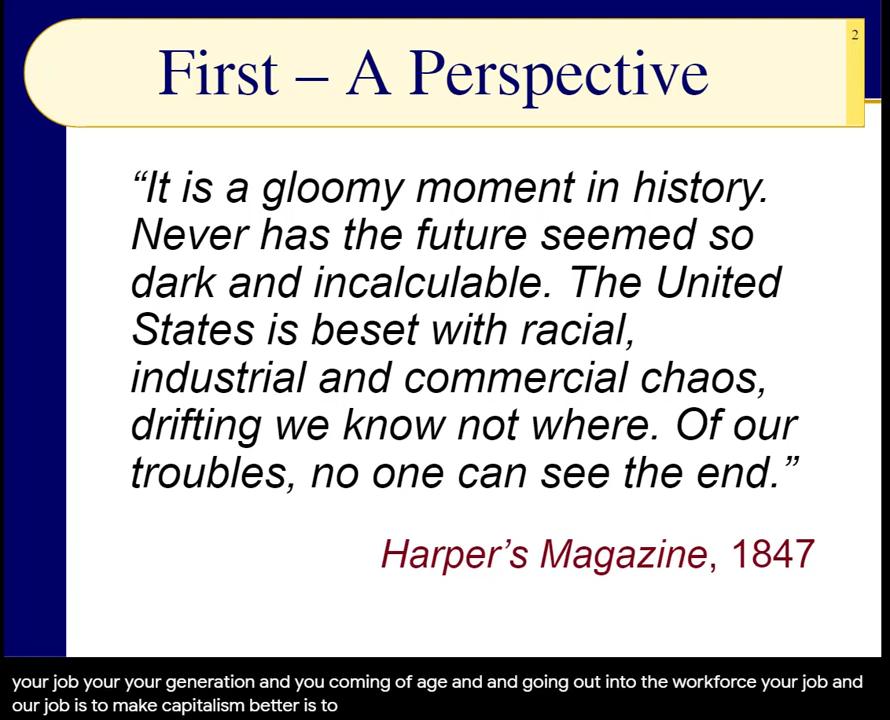 2
First – A Perspective
“It is a gloomy moment in history.
Never has the future seemed so
dark and incalculable. The United
States is beset with racial,
industrial and commercial chaos,
drifting we know not where. Of our
troubles, no one can see the end.”
Harper’s Magazine, 1847
your job your your generation and you coming of age and and going out into the workforce your job and
our job is to make capitalism better is to